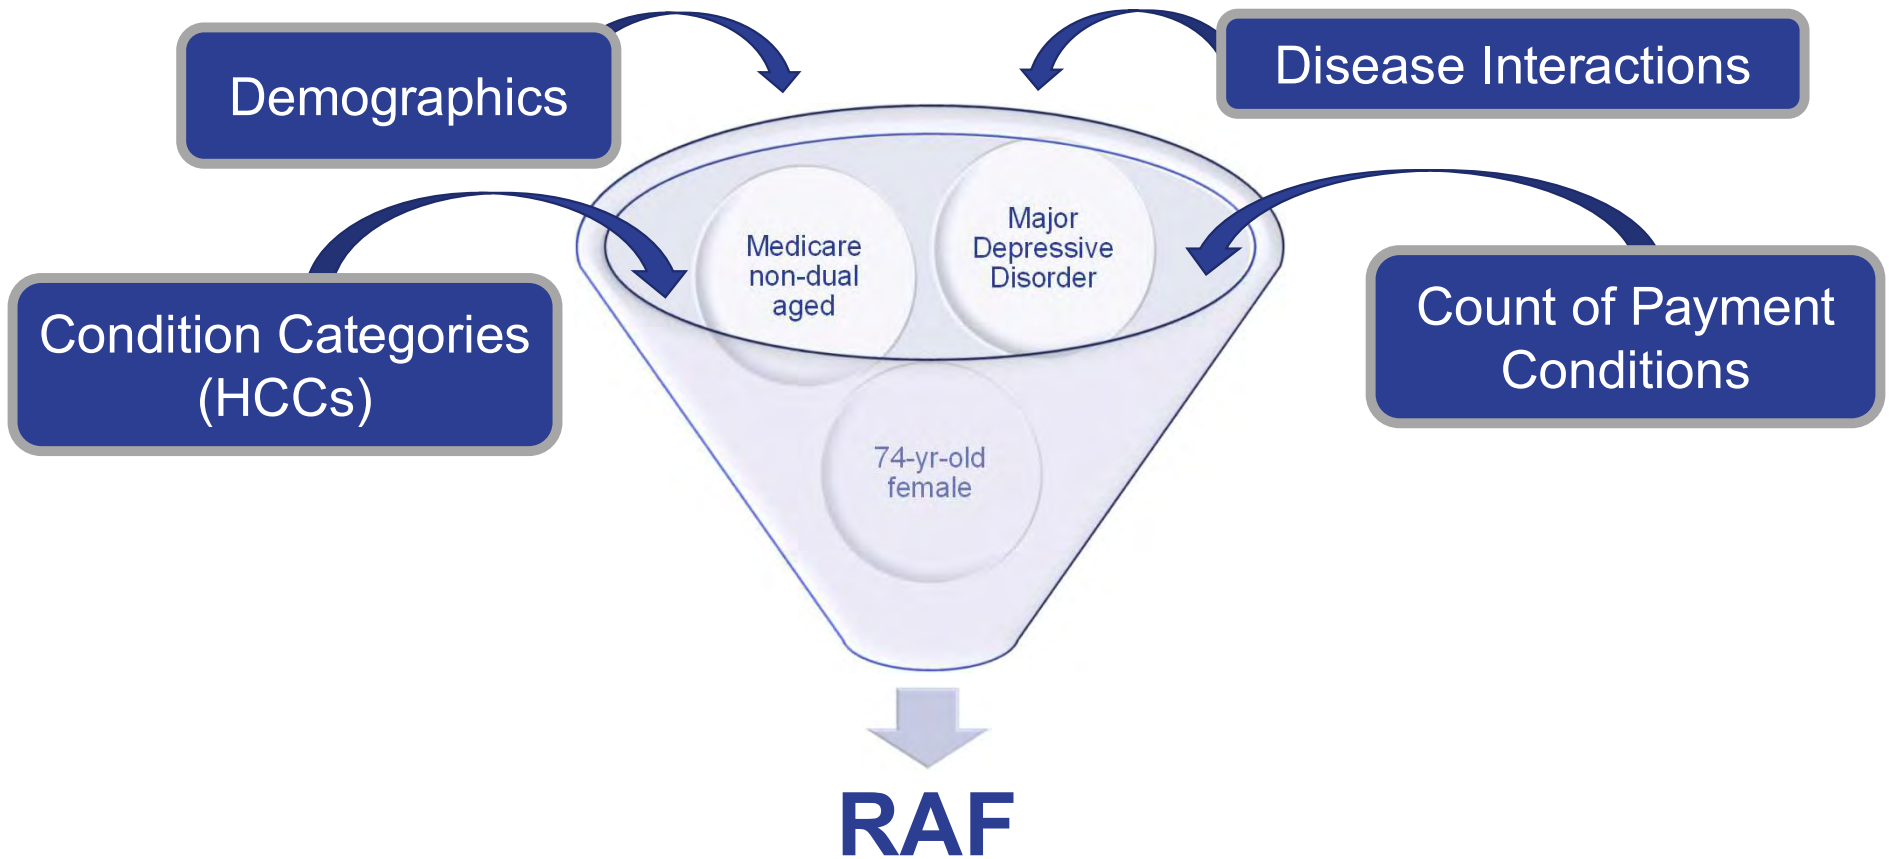 Demographics
Disease Interactions
Condition Categories
(HCCs)
Count of Payment
Conditions
Medicare
non-dual
aged
Major
Depressive
Disorder
74-yr-old
female
RAF